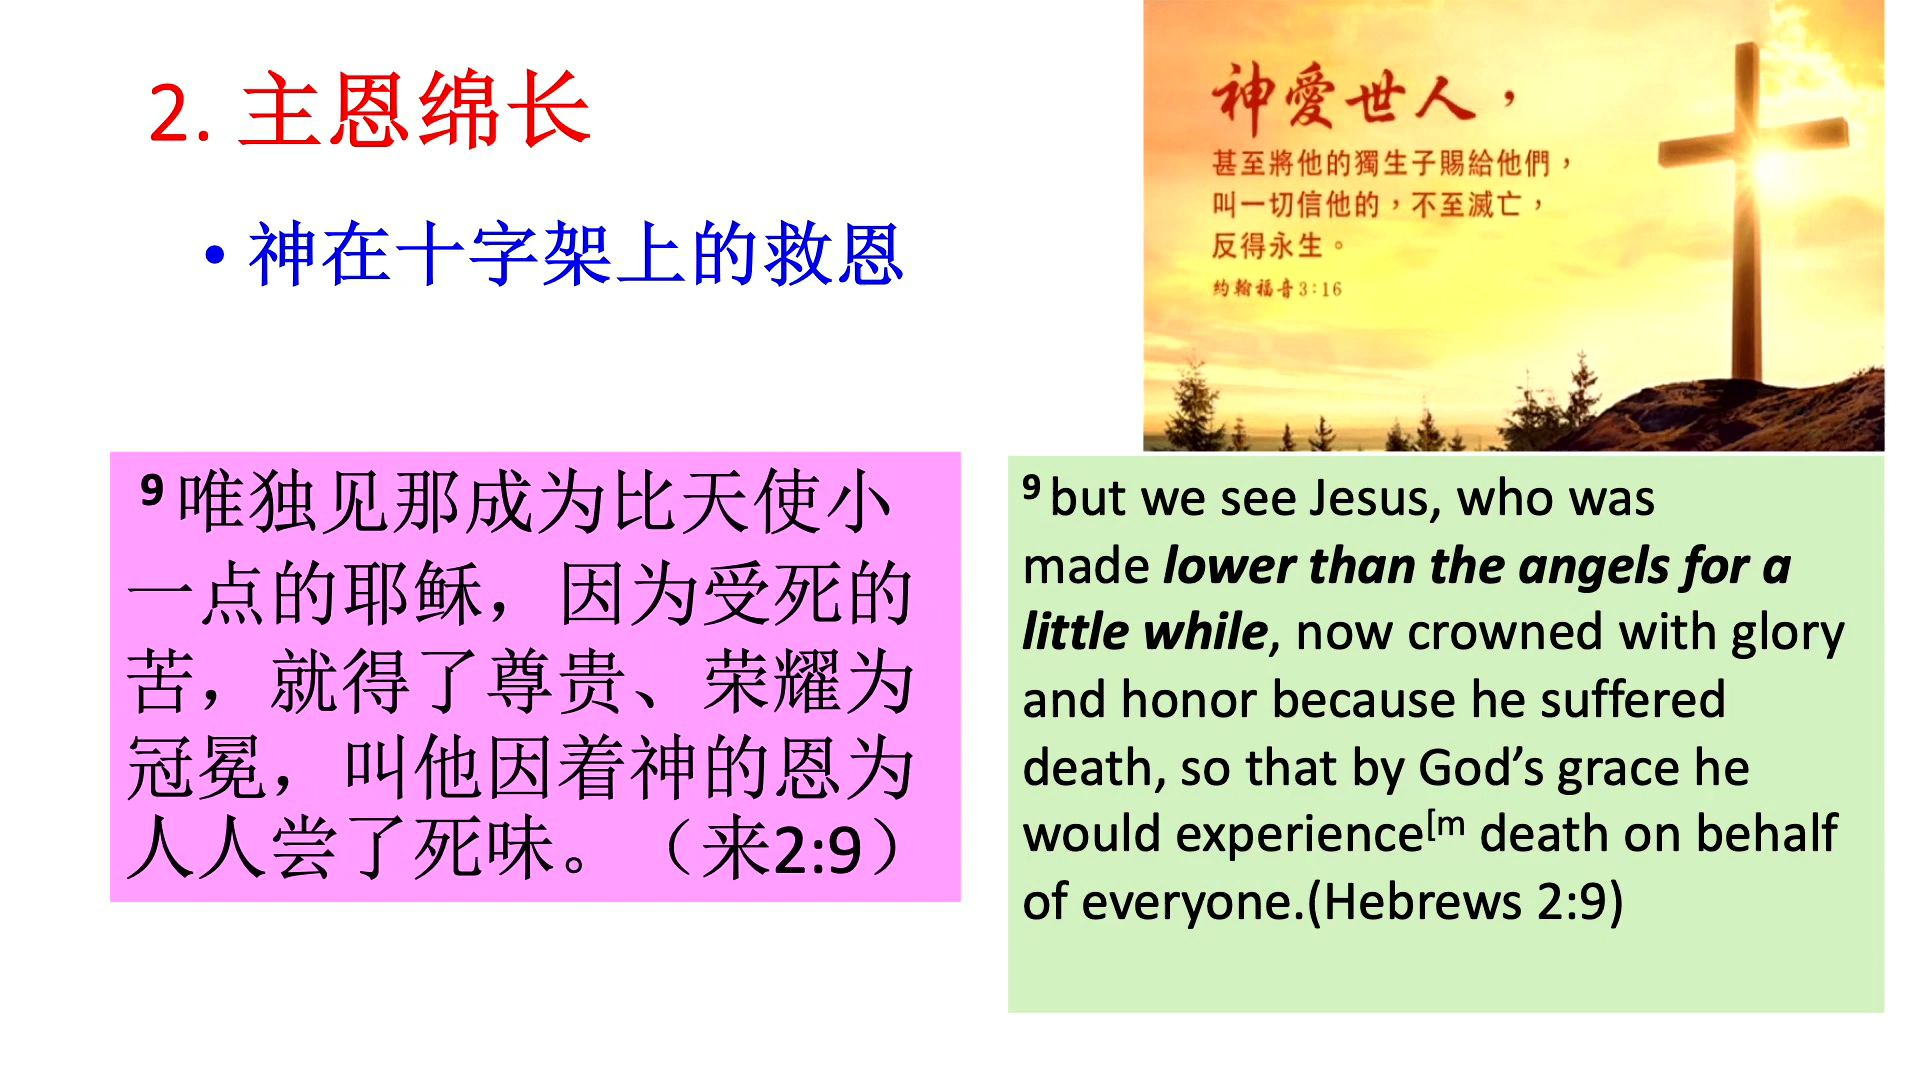 2. 主恩绵长
• 神在十字架上的救恩
神愛世人，
甚至將他的獨生子賜給他們，
叫一切信他的，不至滅亡，
反得永生。
約翰福音3:16
9 唯独见那成为比天使小
一点的耶稣，因为受死的
苦，就得了尊贵、荣耀为
冠冕，叫他因着神的恩为
人人尝了死味。（来2:9）
9 but we see Jesus, who was
made lower than the angels for a
little while, now crowned with glory
and honor because he suffered
death, so that by God’s grace he
would experience[m death on behalf
of everyone.(Hebrews 2:9)